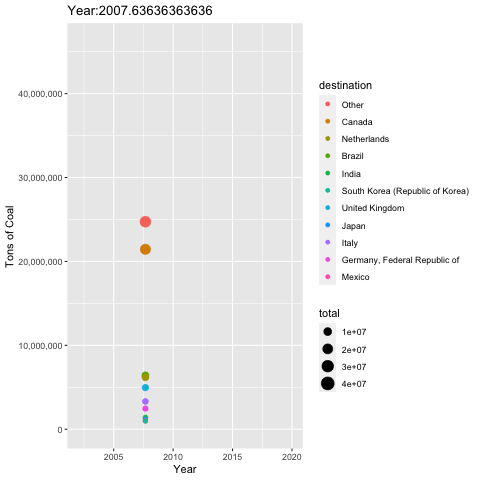 Year:2007.63636363636
40,000,000
30,000,000
20,000,000
10,000,000
0
Tons of Coal
2005
2010
2015
2020
Year
destination
Other
Canada
Netherlands
Brazil
India
South Korea (Republic of Korea)
United Kingdom
Japan
Italy
Germany, Federal Republic of
Mexico
total
1e+07
2e+07
3e+07
4e+07